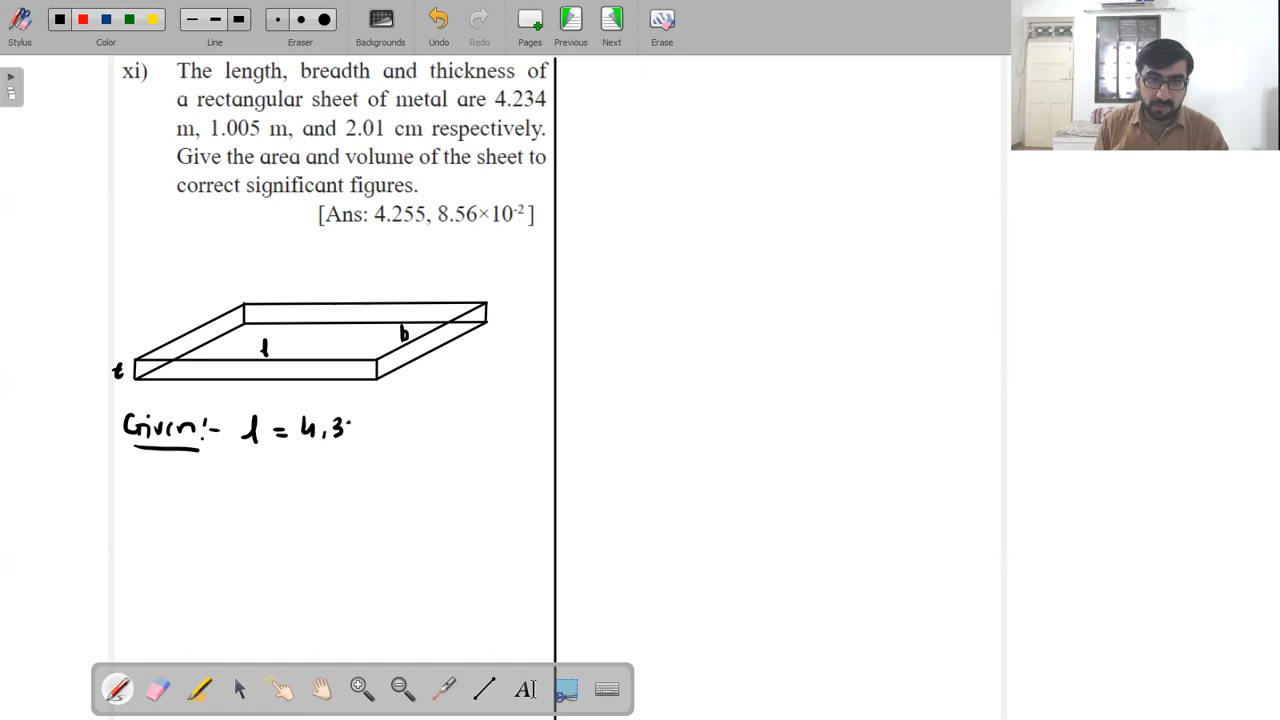 Stylus
Color
Line
Eraser
Backgrounds
Undo
Redo
Pages
Previous
Next
Erase
xi) The length, breadth and thickness of
a rectangular sheet of metal are 4.234
m, 1.005 m, and 2.01 cm respectively.
Give the area and volume of the sheet to
correct significant figures.
[Ans: 4.255, 8.56×10⁻²]
b
l
t
Given:- l = 4.3
A